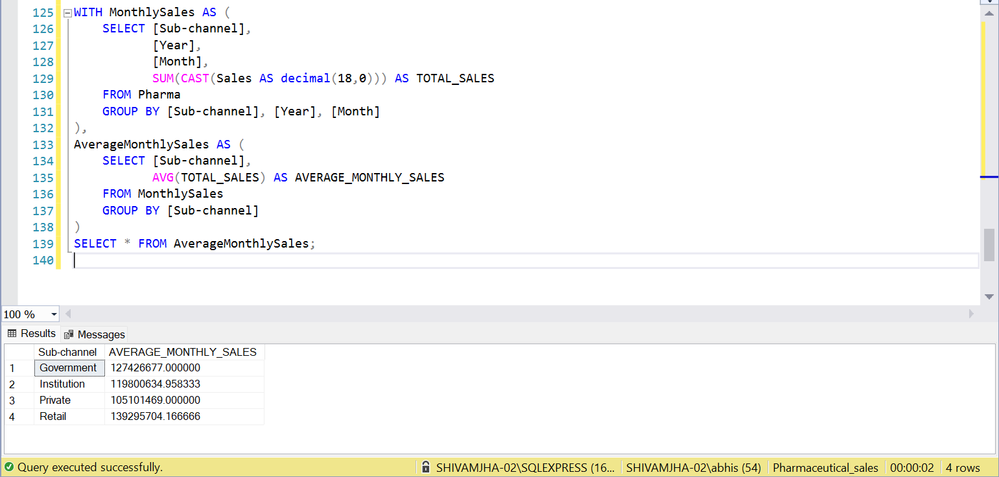 125 WITH MonthlySales AS (
126 SELECT [Sub-channel],
127 [Year],
128 [Month],
129 SUM(CAST(Sales AS decimal(18,0))) AS TOTAL_SALES
130 FROM Pharma
131 GROUP BY [Sub-channel], [Year], [Month]
132 ),
133 AverageMonthlySales AS (
134 SELECT [Sub-channel],
135 AVG(TOTAL_SALES) AS AVERAGE_MONTHLY_SALES
136 FROM MonthlySales
137 GROUP BY [Sub-channel]
138 )
139 SELECT * FROM AverageMonthlySales;
140
100 %
Results Messages
Sub-channel AVERAGE_MONTHLY_SALES
1 Government 127426677.000000
2 Institution 119800634.958333
3 Private 105101469.000000
4 Retail 139295704.166666
Query executed successfully. SHIVAMJHA-02\SQLEXPRESS (16... SHIVAMJHA-02\abhis (54) Pharmaceutical_sales 00:00:02 4 rows